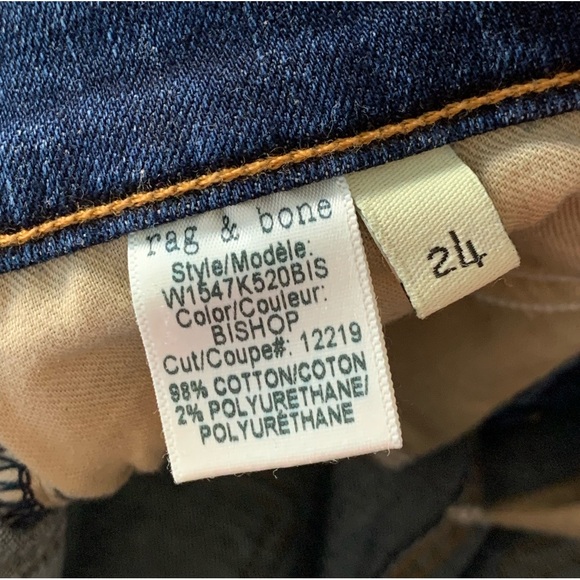 rag & bone
Style/Modèle:
W1547K520BIS
Color/Couleur:
BISHOP
Cut/Coupe#: 12219
98% COTTON/COTON
2% POLYURETHANE/
POLYURÉTHANE
24